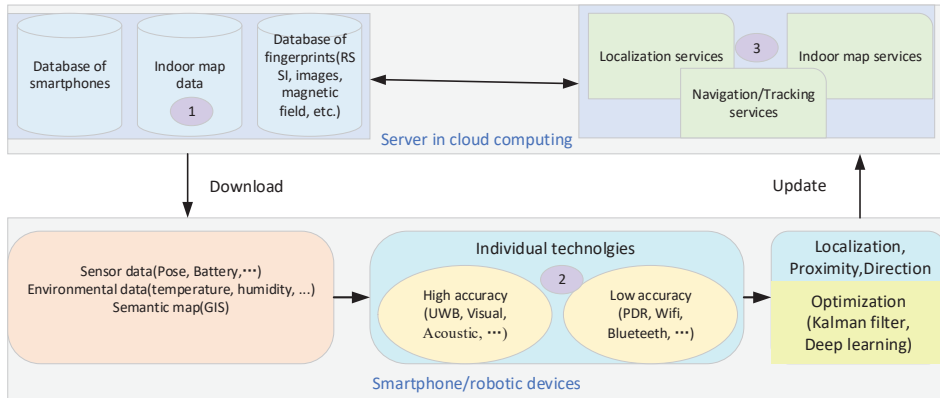 Database of
smartphones
Indoor map
data
1
Database of
fingerprints(RS
SI, images,
magnetic
field, etc.)
Localization services
3
Indoor map services
Navigation/Tracking
services
Server in cloud computing
Download
Update
Sensor data(Pose, Battery,⋯)
Environmental data(temperature, humidity, ...)
Semantic map(GIS)
Individual technolgies
2
High accuracy
(UWB, Visual,
Acoustic, ⋯)
Low accuracy
(PDR, Wifi,
Blueteeth, ⋯)
Localization,
Proximity,Direction
Optimization
(Kalman filter,
Deep learning)
Smartphone/robotic devices